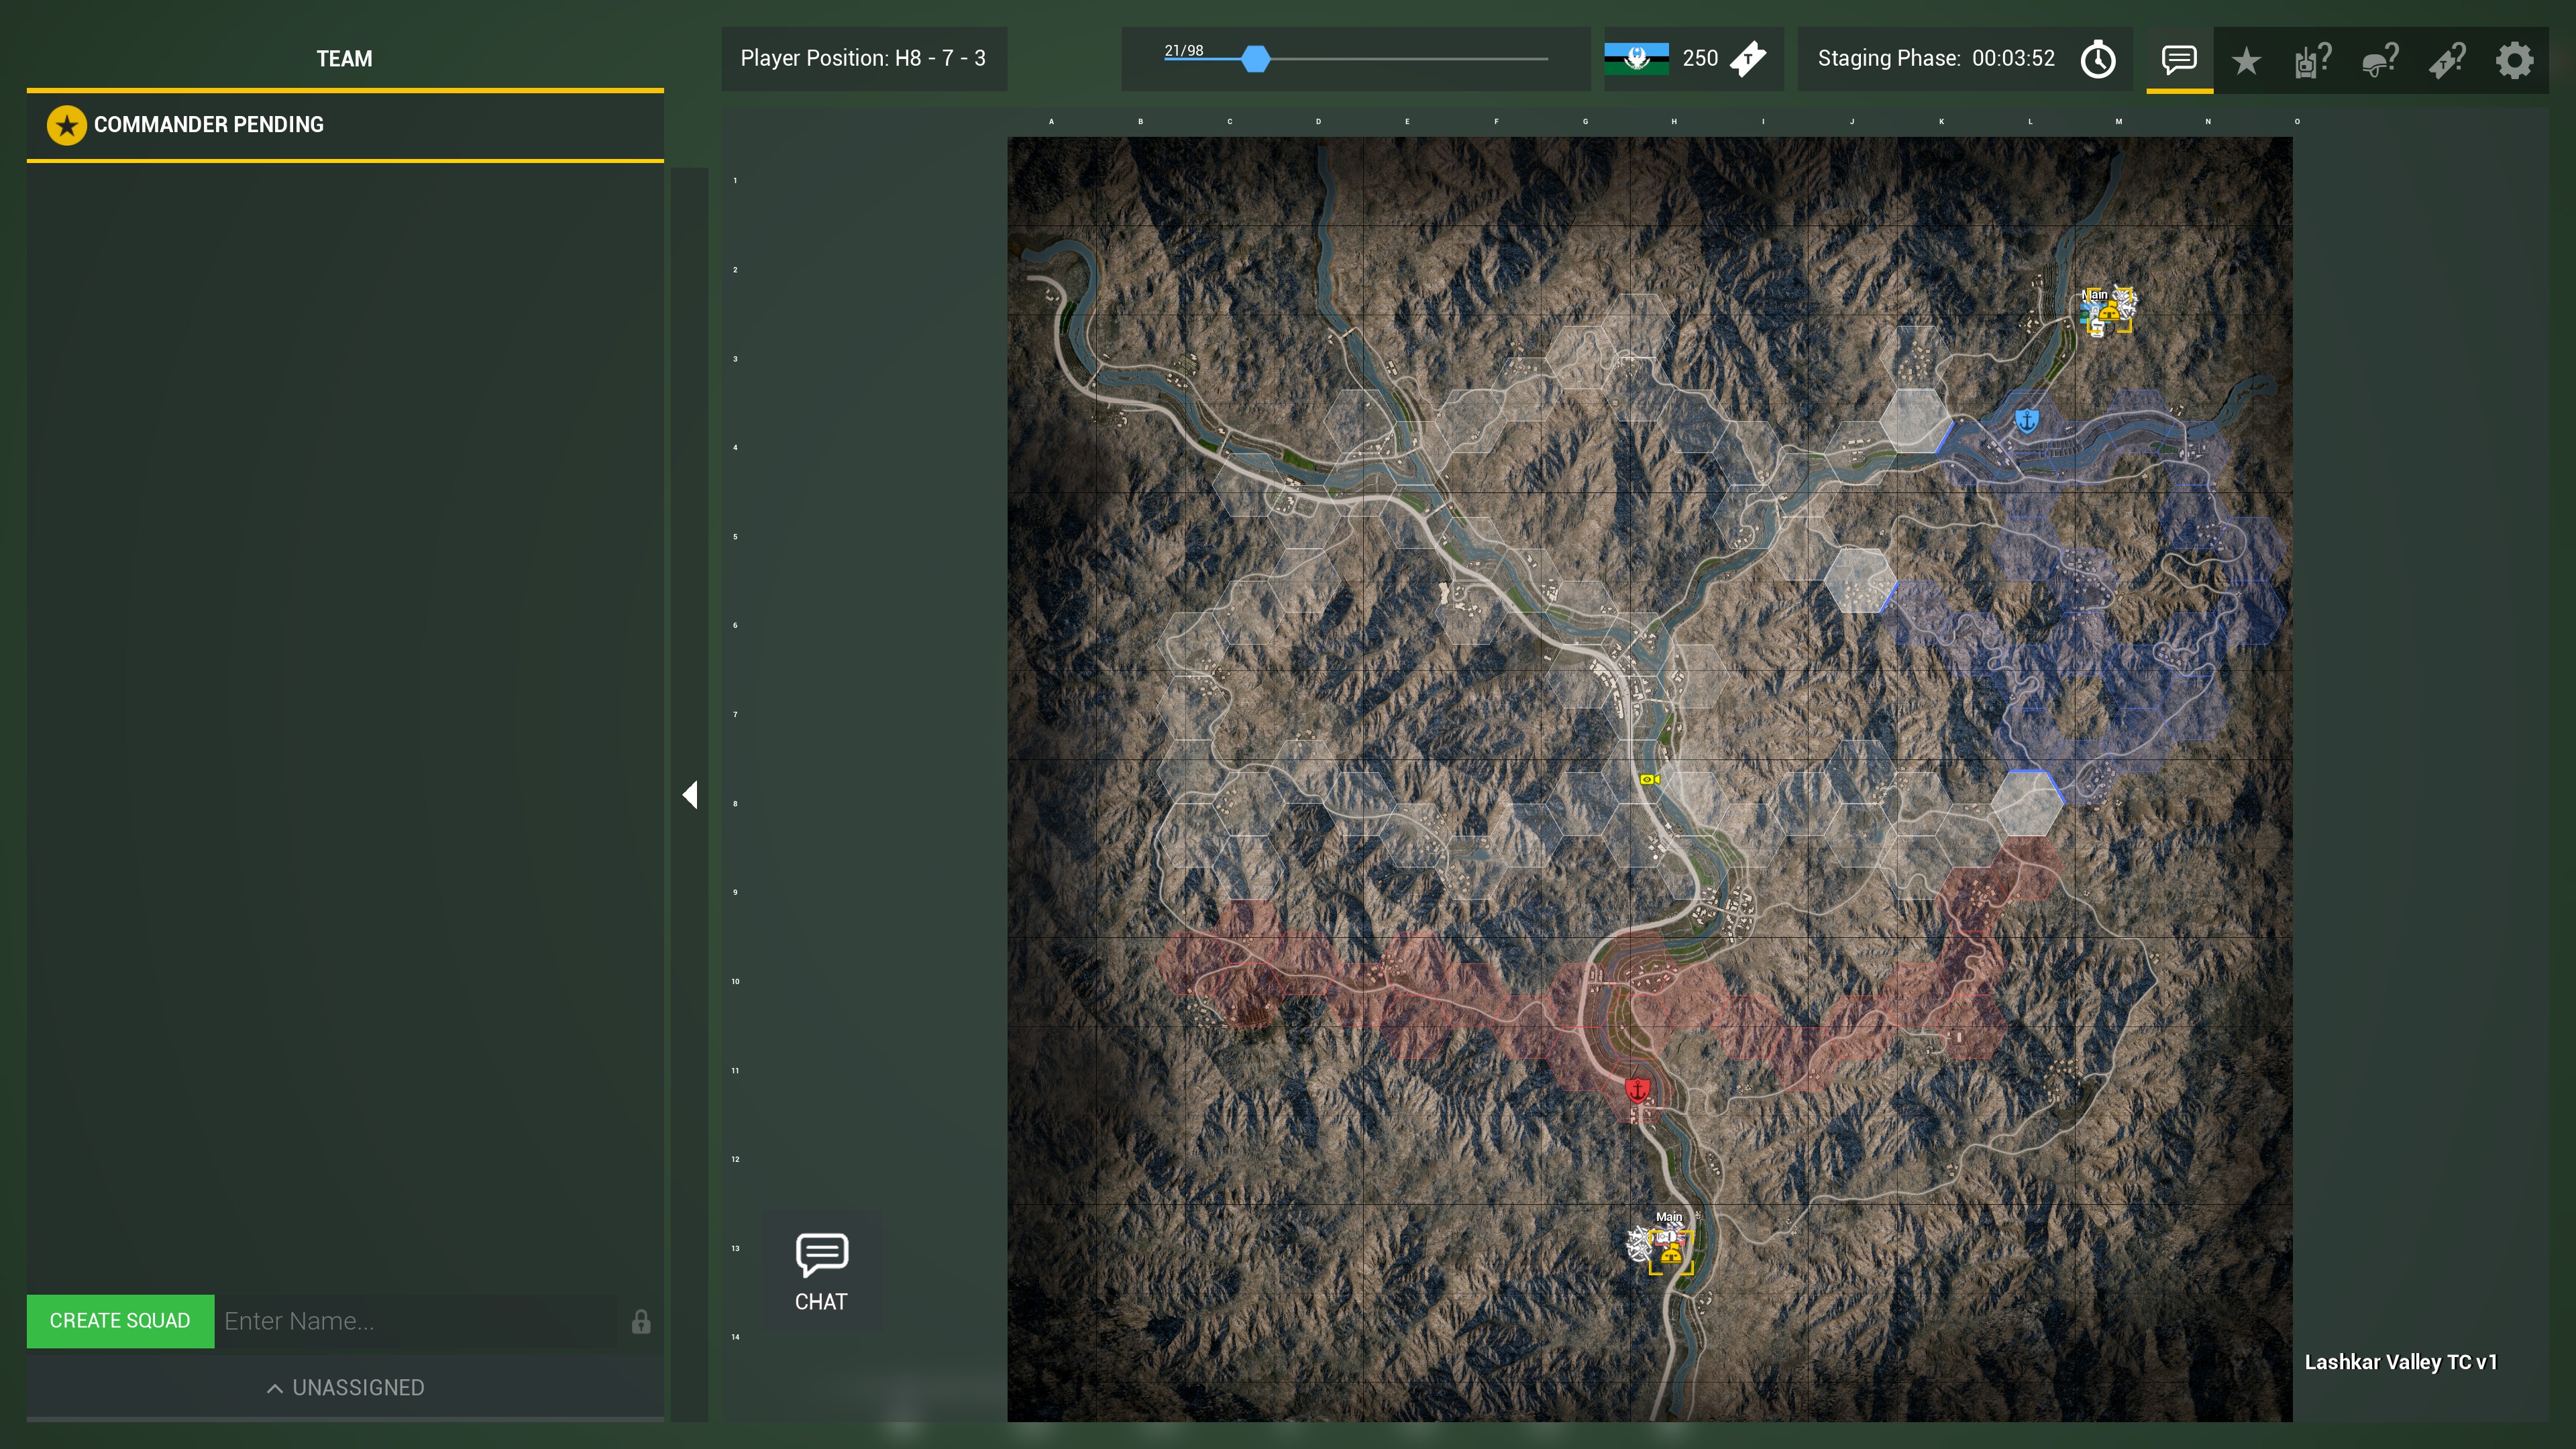 TEAM
Player Position: H8 - 7 - 3
21/98
250
Staging Phase: 00:03:52
COMMANDER PENDING
A B C D E F G H I J K L M N O
1
2
Main
3
4
5
6
7
8
9
10
11
12
Main
13
CHAT
CREATE SQUAD Enter Name...
14
Lashkar Valley TC v1
UNASSIGNED